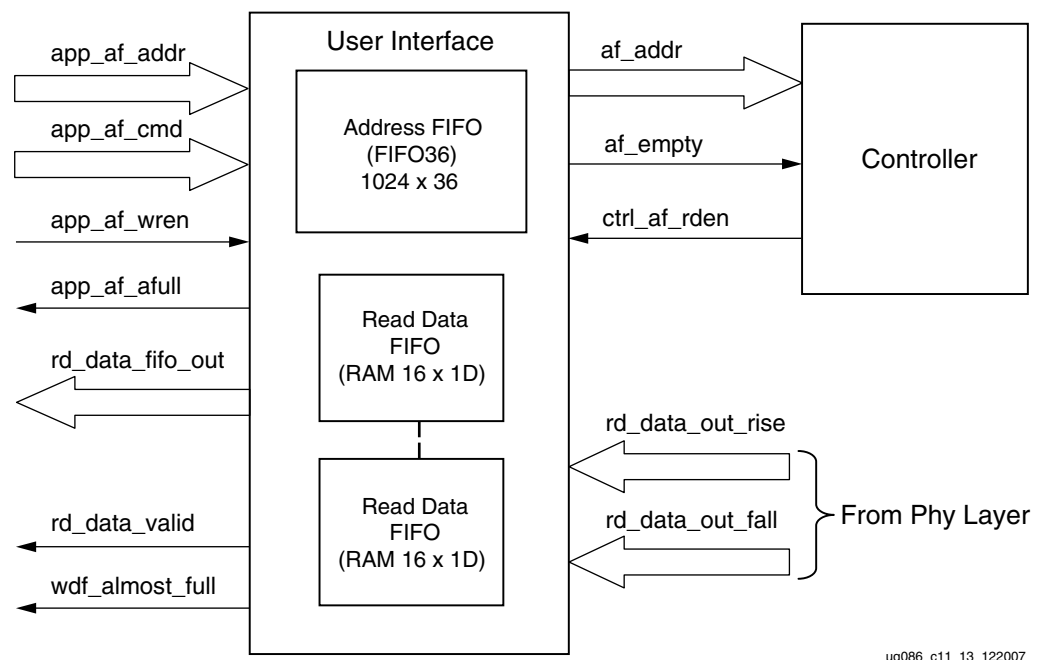 User Interface
app_af_addr
app_af_cmd
app_af_wren
app_af_afull
rd_data_fifo_out
rd_data_valid
wdf_almost_full
Address FIFO
(FIFO36)
1024 x 36
Read Data
FIFO
(RAM 16 x 1D)
Read Data
FIFO
(RAM 16 x 1D)
af_addr
af_empty
ctrl_af_rden
Controller
rd_data_out_rise
rd_data_out_fall
From Phy Layer
ug086_c11_13_122007